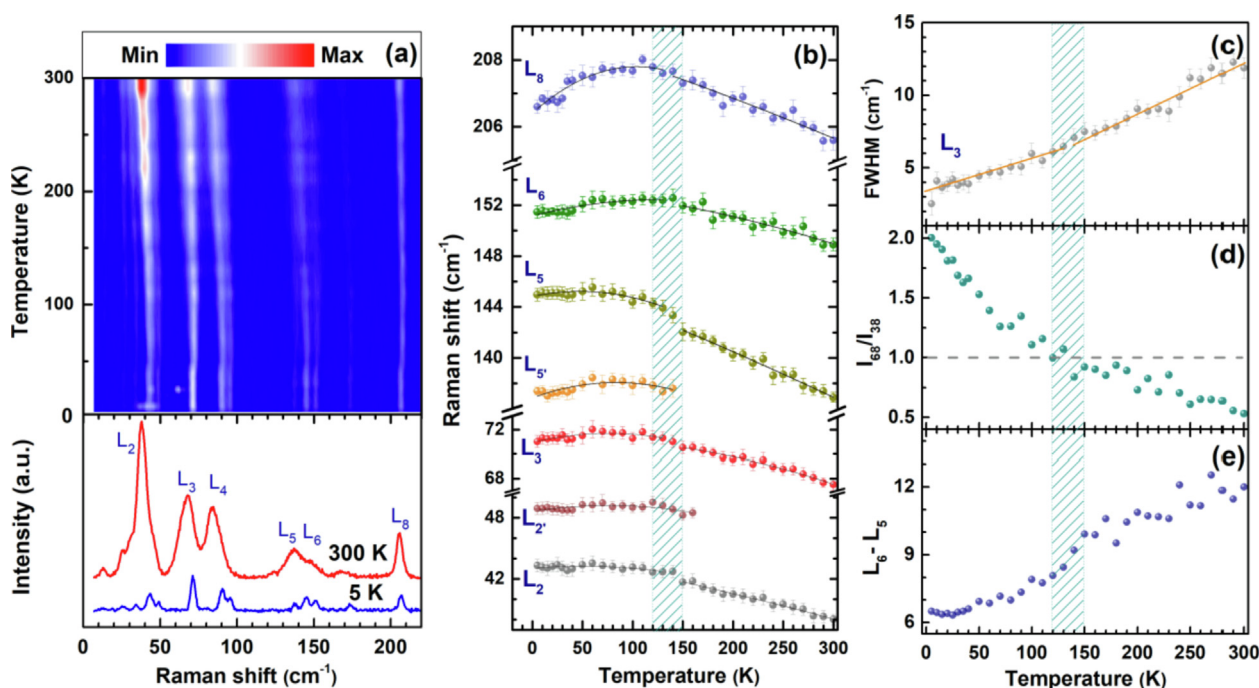 Min Max (a)
300
200
100
0
Temperature (K)
L2
L3
L4
L5
L6
L8
300 K
5 K
Intensity (a.u.)
0 50 100 150 200
Raman shift (cm-1)
(b)
208
206
152
148
144
140
72
68
48
42
Raman shift (cm-1)
L8
L6
L5
L5'
L3
L2'
L2
0 50 100 150 200 250 300
Temperature (K)
(c)
15
10
5
0
FWHM (cm-1)
L3
(d)
2.0
1.5
1.0
0.5
I68/I38
(e)
12
9
6
L6 - L5
0 50 100 150 200 250 300
Temperature (K)